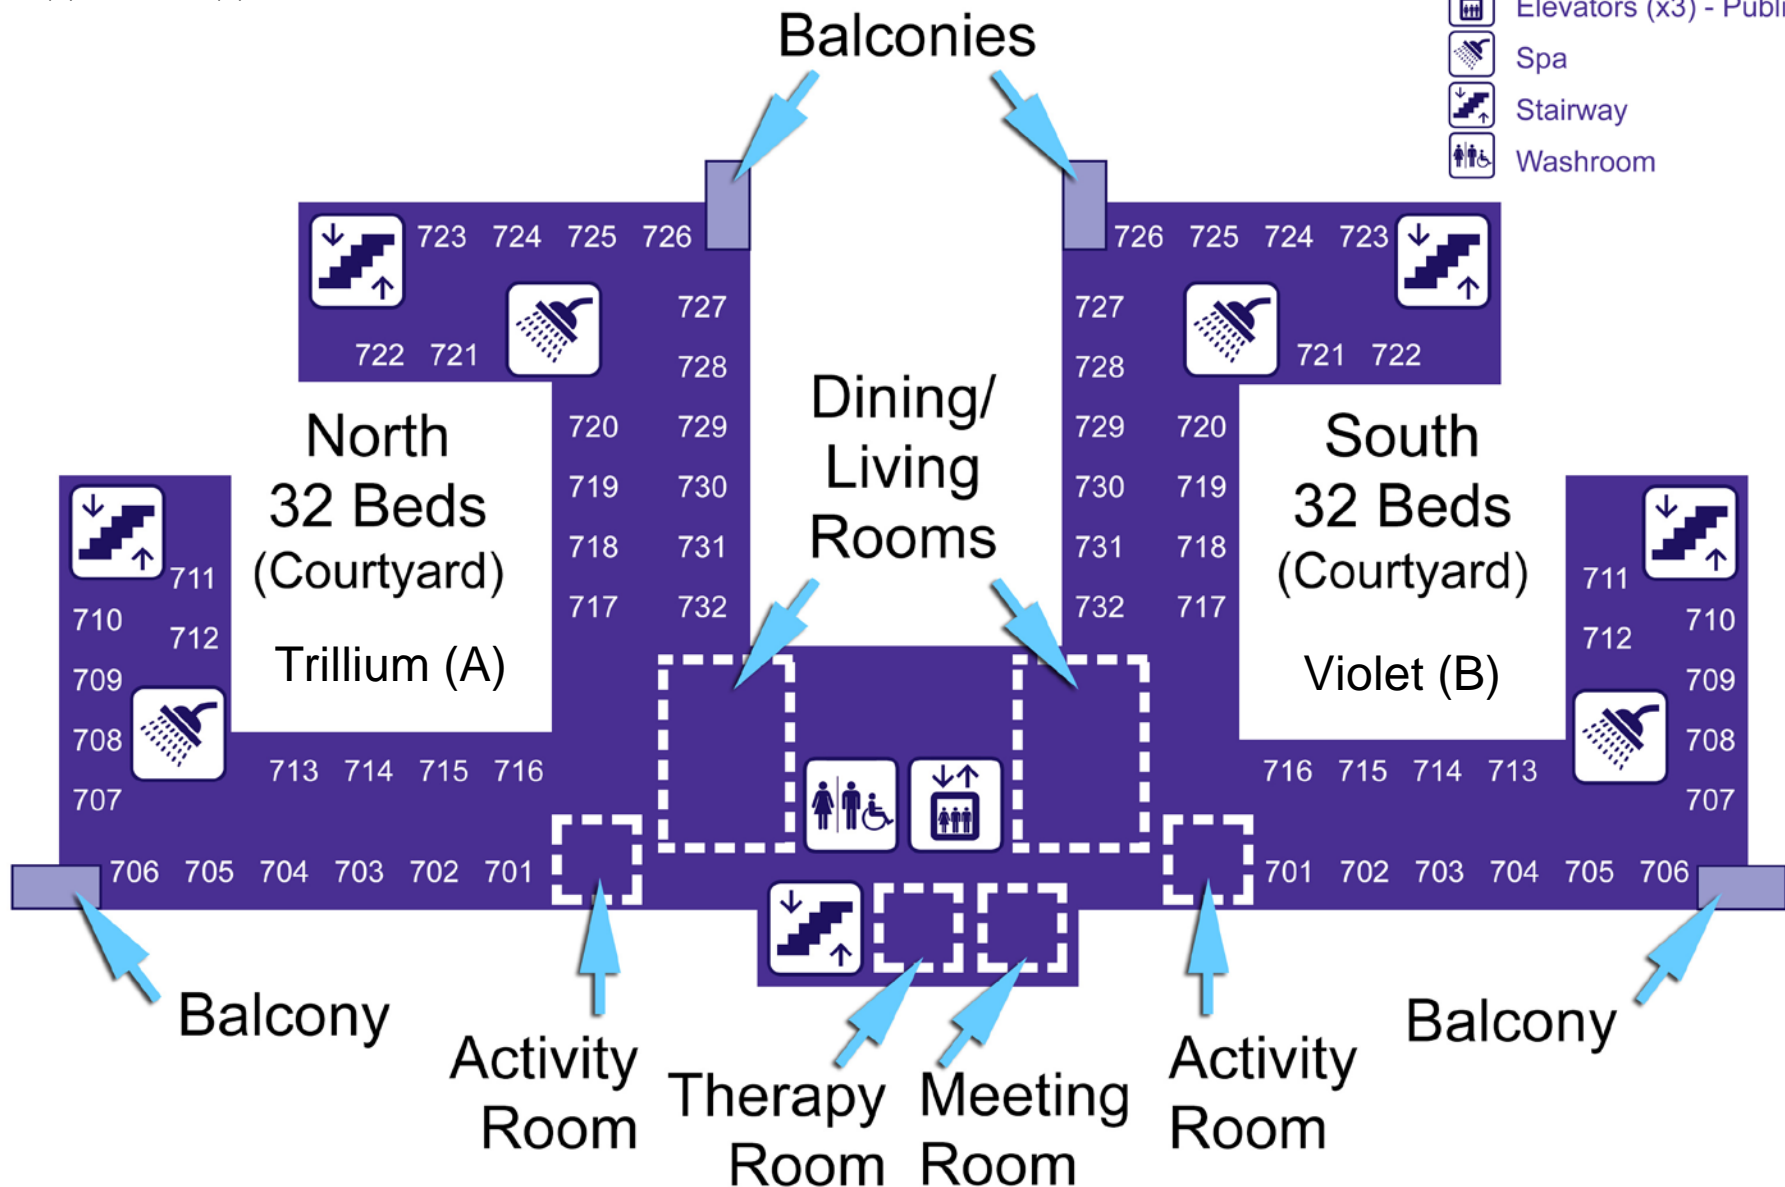 Balconies
Elevators (x3) - Publi
Spa
Stairway
Washroom
723 724 725 726
726 725 724 723
727
727
722 721
728
728
721 722
Dining/
Living
Rooms
North
32 Beds
(Courtyard)
Trillium (A)
720 729
719 730
718 731
717 732
729 720
730 719
731 718
732 717
South
32 Beds
(Courtyard)
Violet (B)
711
710
712
709
708
707
711
710
712
709
708
707
713 714 715 716
716 715 714 713
706 705 704 703 702 701
701 702 703 704 705 706
Balcony
Activity
Room
Therapy
Room
Meeting
Room
Activity
Room
Balcony